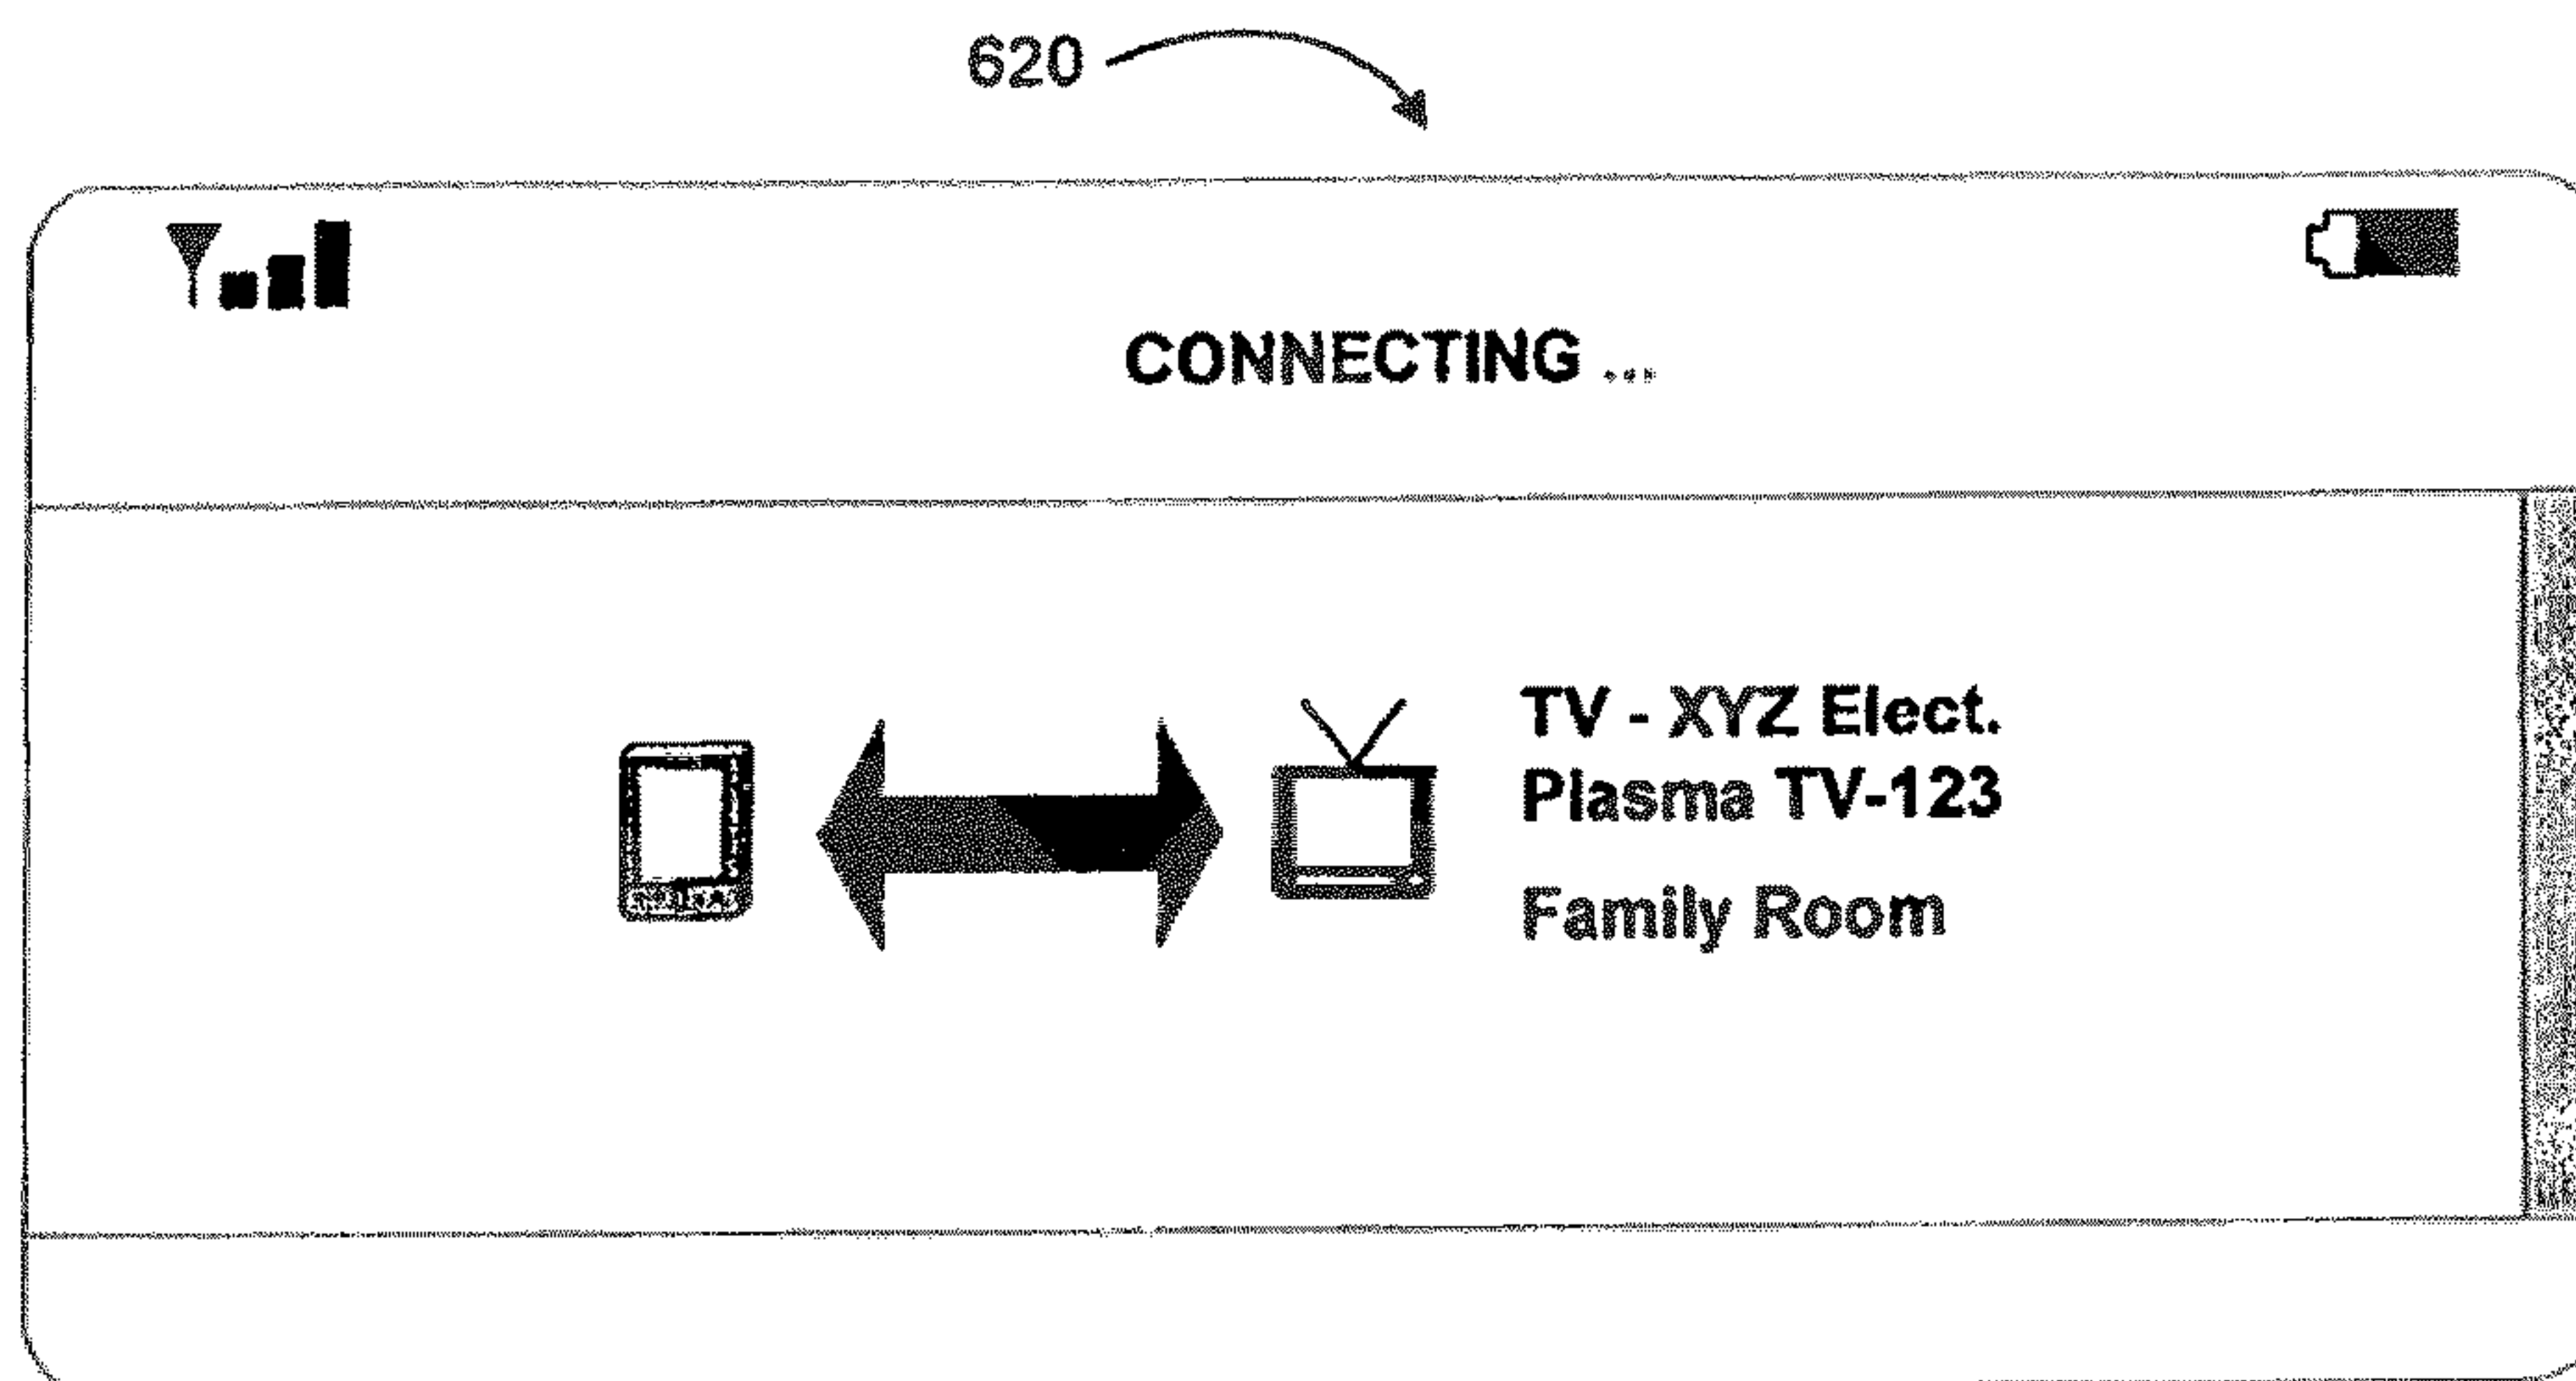 620
CONNECTING ...
TV - XYZ Elect.
Plasma TV-123
Family Room